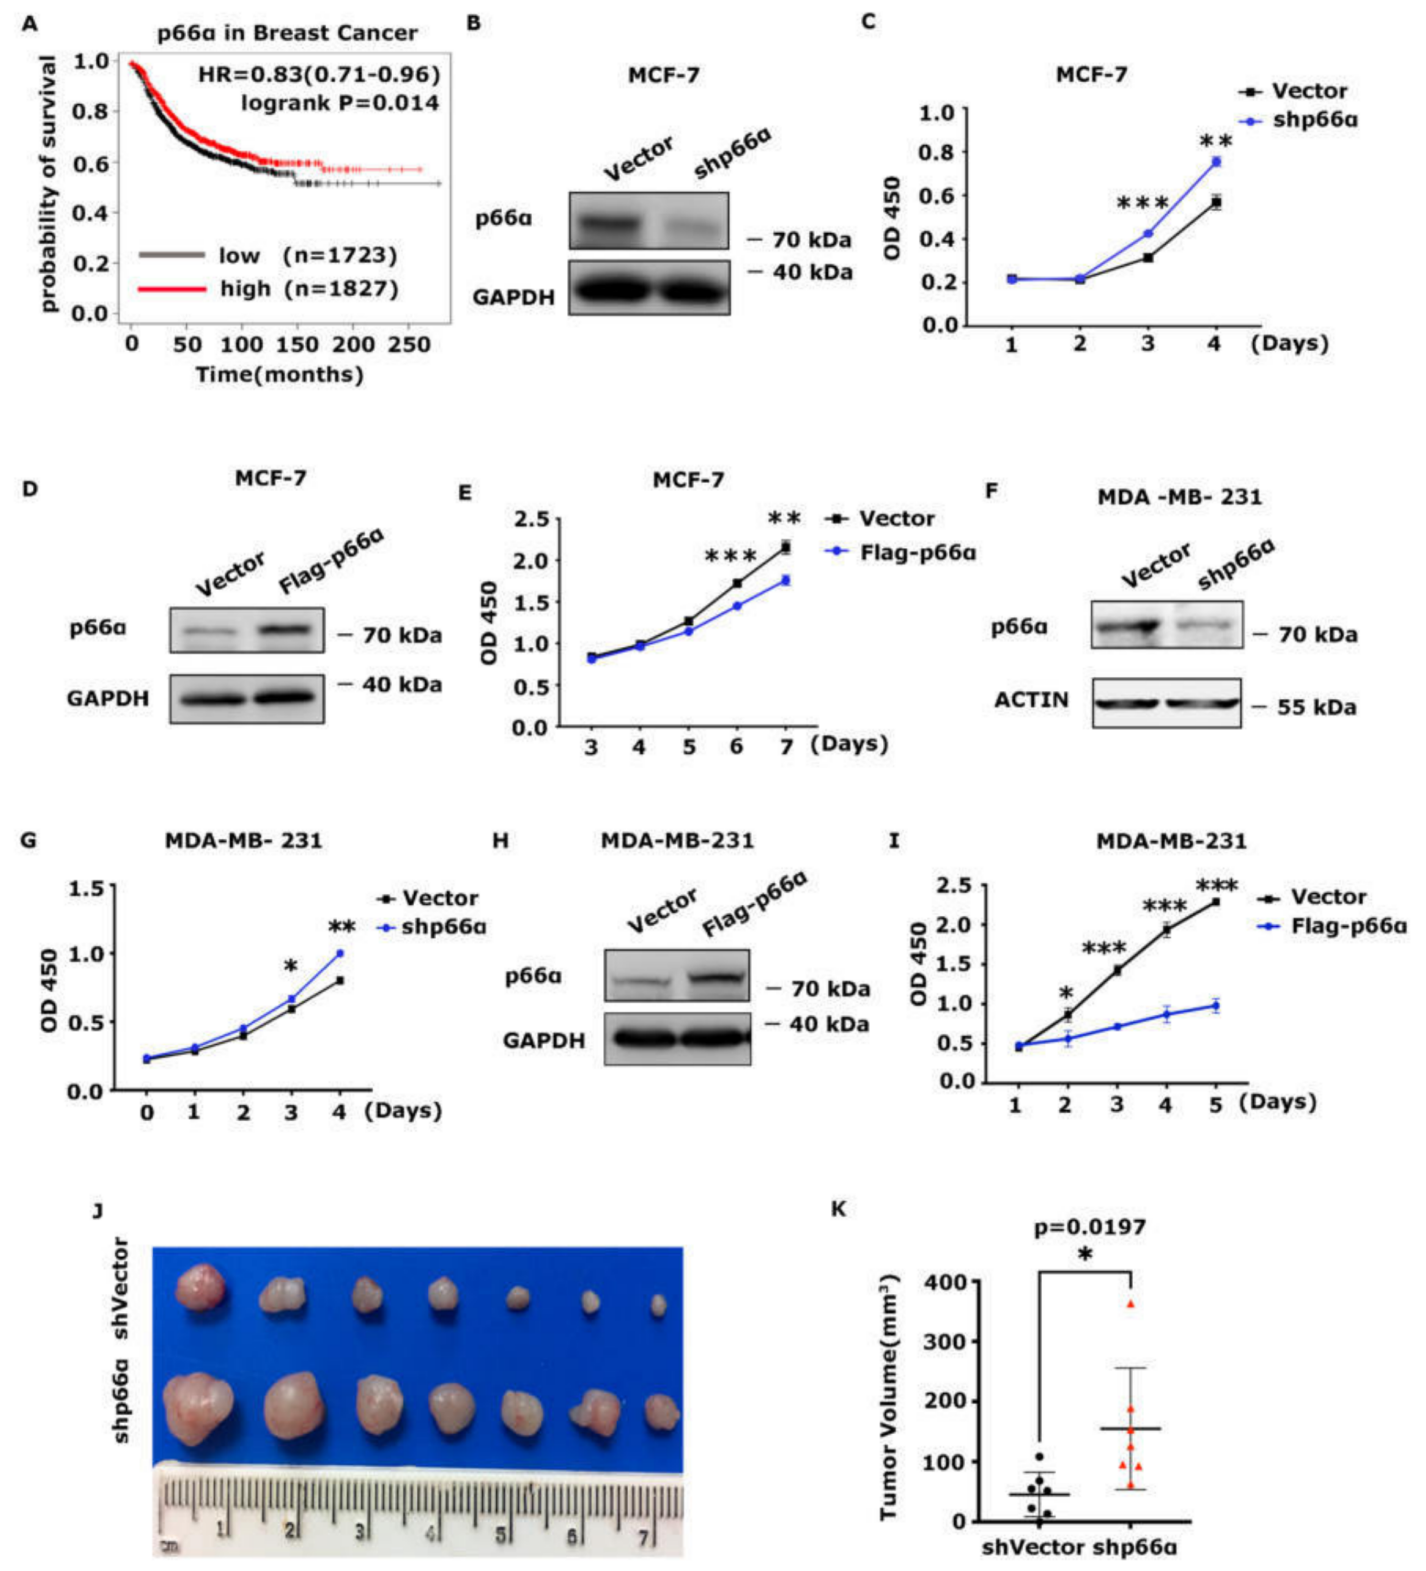 A
p66α in Breast Cancer
HR=0.83(0.71-0.96)
logrank P=0.014
probability of survival
1.0
0.8
0.6
0.4
0.2
0.0
low (n=1723)
high (n=1827)
0 50 100 150 200 250
Time(months)
B
MCF-7
Vector shp66α
p66α
— 70 kDa
— 40 kDa
GAPDH
C
MCF-7
Vector
shp66α
OD 450
1.0
0.8
0.6
0.4
0.2
0.0
***
**
1 2 3 4 (Days)
D
MCF-7
Vector Flag-p66α
p66α
— 70 kDa
— 40 kDa
GAPDH
E
MCF-7
Vector
Flag-p66α
OD 450
2.5
2.0
1.5
1.0
0.5
0.0
***
**
3 4 5 6 7 (Days)
F
MDA -MB- 231
Vector shp66α
p66α
— 70 kDa
ACTIN
— 55 kDa
G
MDA-MB- 231
Vector
shp66α
OD 450
1.5
1.0
0.5
0.0
*
**
0 1 2 3 4 (Days)
H
MDA-MB-231
Vector Flag-p66α
p66α
— 70 kDa
— 40 kDa
GAPDH
I
MDA-MB-231
Vector
Flag-p66α
OD 450
2.5
2.0
1.5
1.0
0.5
0.0
*
***
***
***
1 2 3 4 5 (Days)
J
shVector
shp66α
cm 1 2 3 4 5 6 7
K
p=0.0197
*
Tumor Volume(mm³)
400
300
200
100
0
shVector shp66α